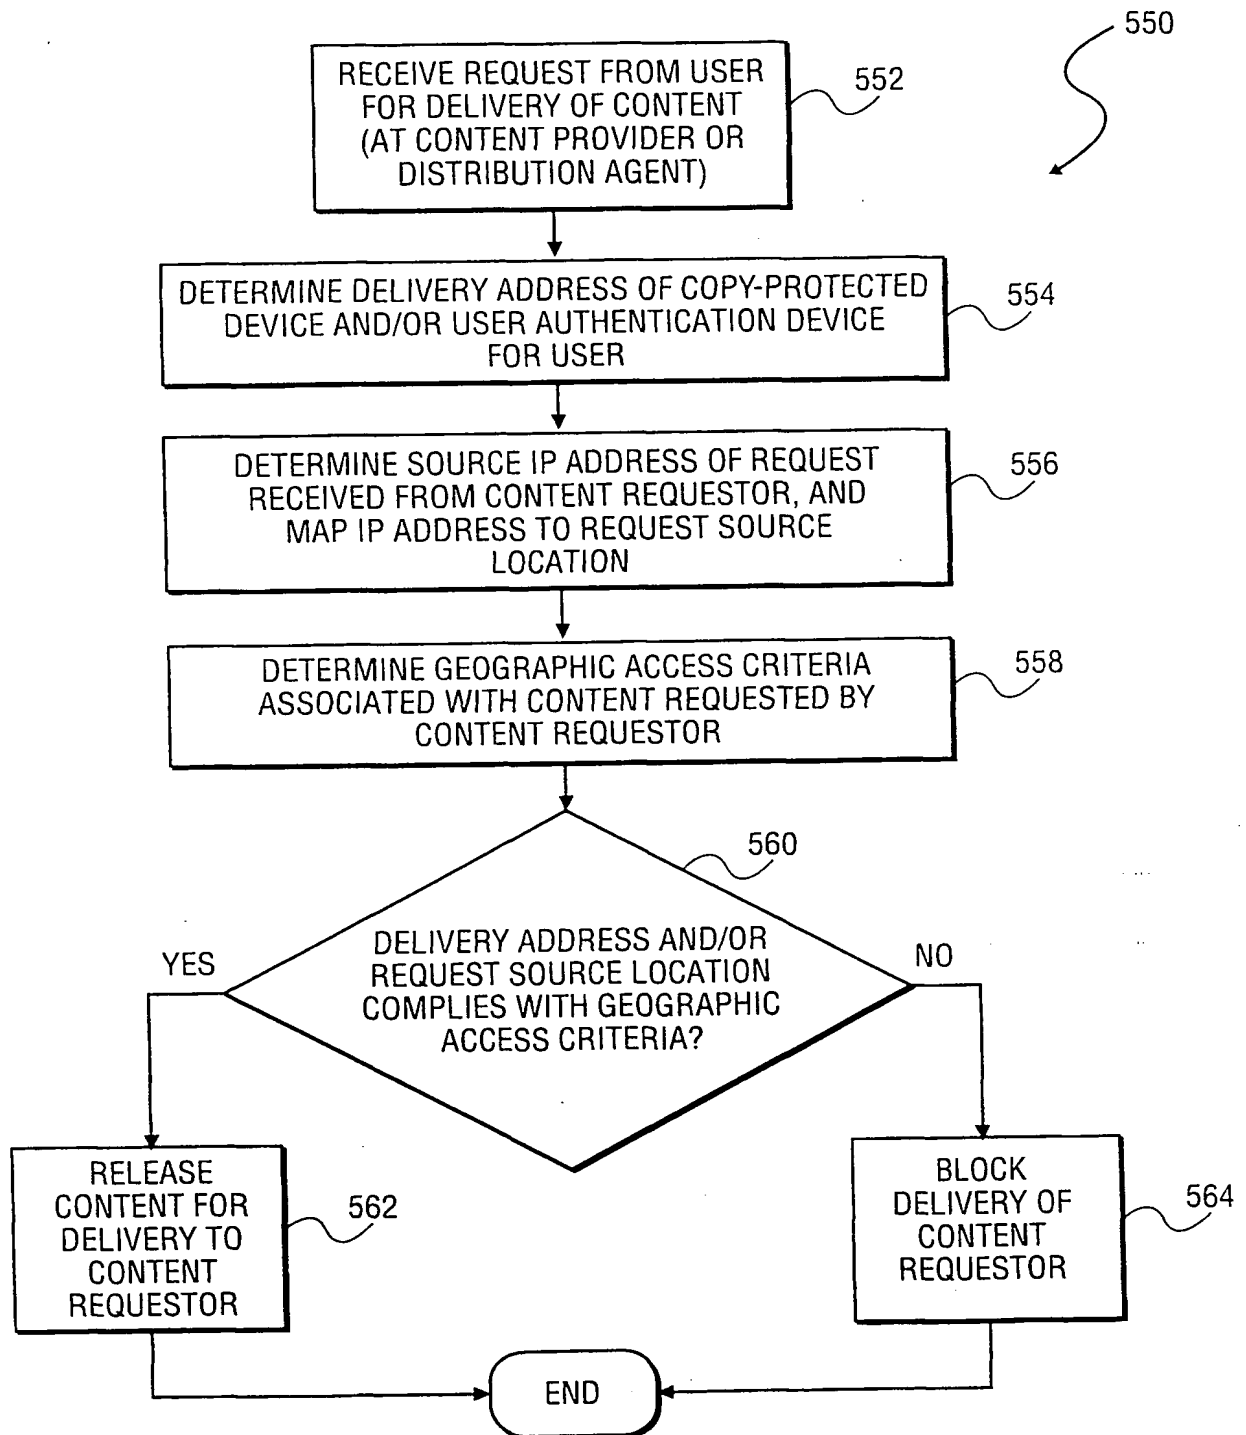 550
RECEIVE REQUEST FROM USER
FOR DELIVERY OF CONTENT
(AT CONTENT PROVIDER OR
DISTRIBUTION AGENT)
552
DETERMINE DELIVERY ADDRESS OF COPY-PROTECTED
DEVICE AND/OR USER AUTHENTICATION DEVICE
FOR USER
554
DETERMINE SOURCE IP ADDRESS OF REQUEST
RECEIVED FROM CONTENT REQUESTOR, AND
MAP IP ADDRESS TO REQUEST SOURCE
LOCATION
556
DETERMINE GEOGRAPHIC ACCESS CRITERIA
ASSOCIATED WITH CONTENT REQUESTED BY
CONTENT REQUESTOR
558
560
DELIVERY ADDRESS AND/OR
REQUEST SOURCE LOCATION
COMPLIES WITH GEOGRAPHIC
ACCESS CRITERIA?
YES
NO
RELEASE
CONTENT FOR
DELIVERY TO
CONTENT
REQUESTOR
562
BLOCK
DELIVERY OF
CONTENT
REQUESTOR
564
END